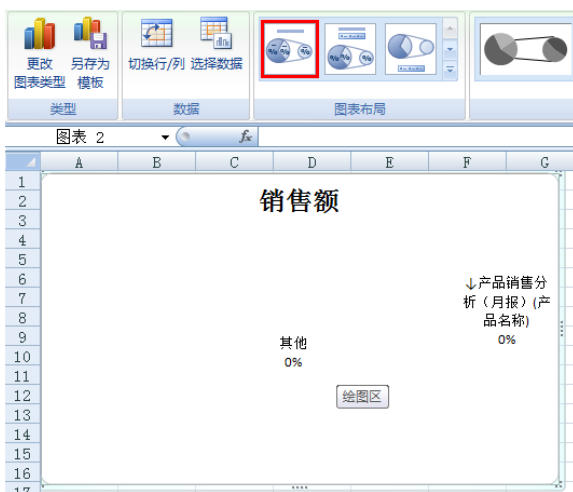 更改 另存为 切换行/列 选择数据
图表类型 模板
类型 数据 图表布局
图表 2 fx
A B C D E F G
1
2 销售额
3
4
5
6 ↓产品销售分
7 析（月报）(产
8 品名称)
9 其他 0%
10 0%
11
12 绘图区
13
14
15
16
17